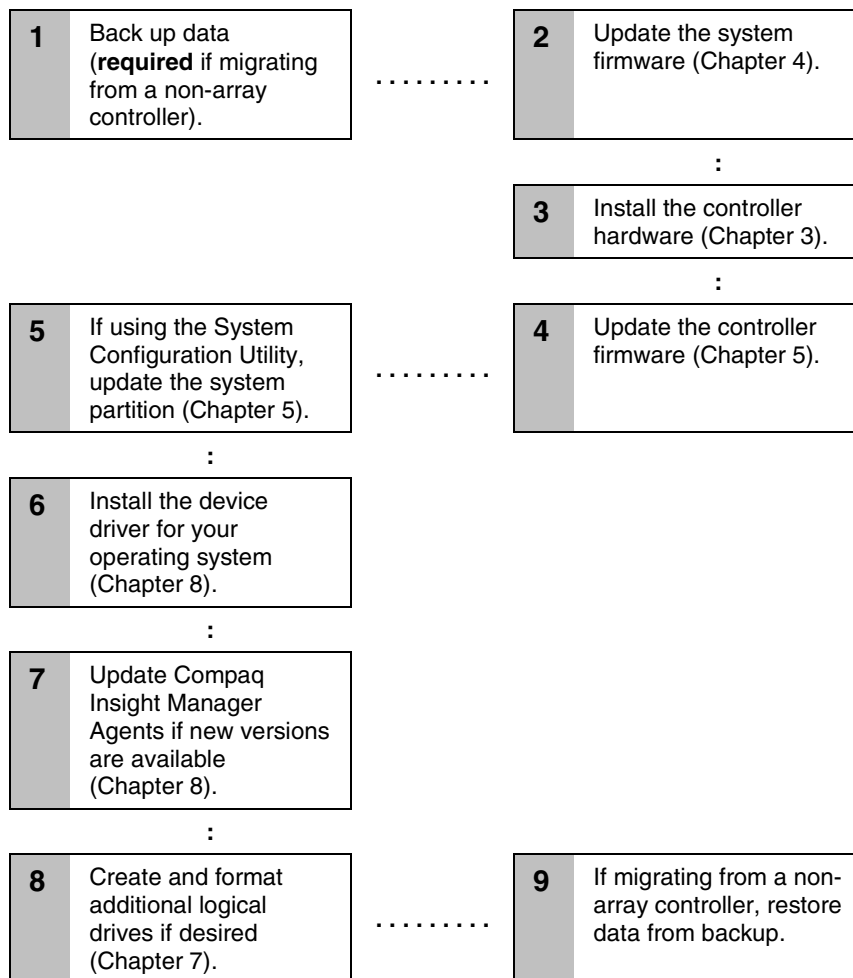 1
Back up data
(required if migrating
from a non-array
controller).
. . . . . . . . .
2
Update the system
firmware (Chapter 4).
:
3
Install the controller
hardware (Chapter 3).
:
4
Update the controller
firmware (Chapter 5).
. . . . . . . . .
5
If using the System
Configuration Utility,
update the system
partition (Chapter 5).
:
6
Install the device
driver for your
operating system
(Chapter 8).
:
7
Update Compaq
Insight Manager
Agents if new versions
are available
(Chapter 8).
:
8
Create and format
additional logical
drives if desired
(Chapter 7).
. . . . . . . . .
9
If migrating from a non-
array controller, restore
data from backup.